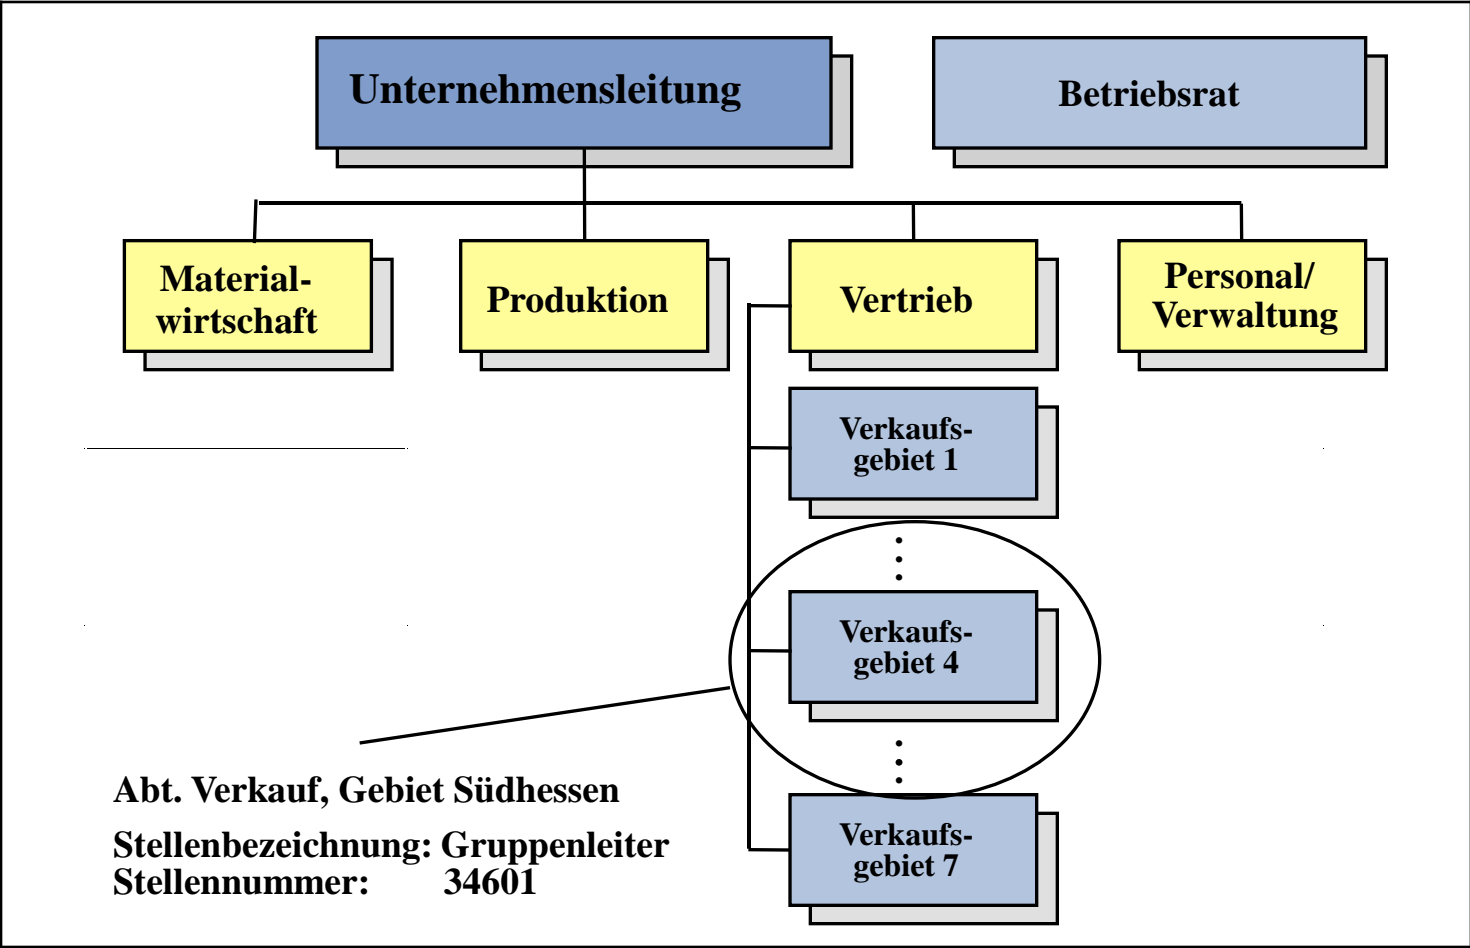 Unternehmensleitung
Betriebsrat
Material-
wirtschaft
Produktion
Vertrieb
Personal/
Verwaltung
Verkaufs-
gebiet 1
Verkaufs-
gebiet 4
Verkaufs-
gebiet 7
Abt. Verkauf, Gebiet Südhessen
Stellenbezeichnung: Gruppenleiter
Stellennummer: 34601